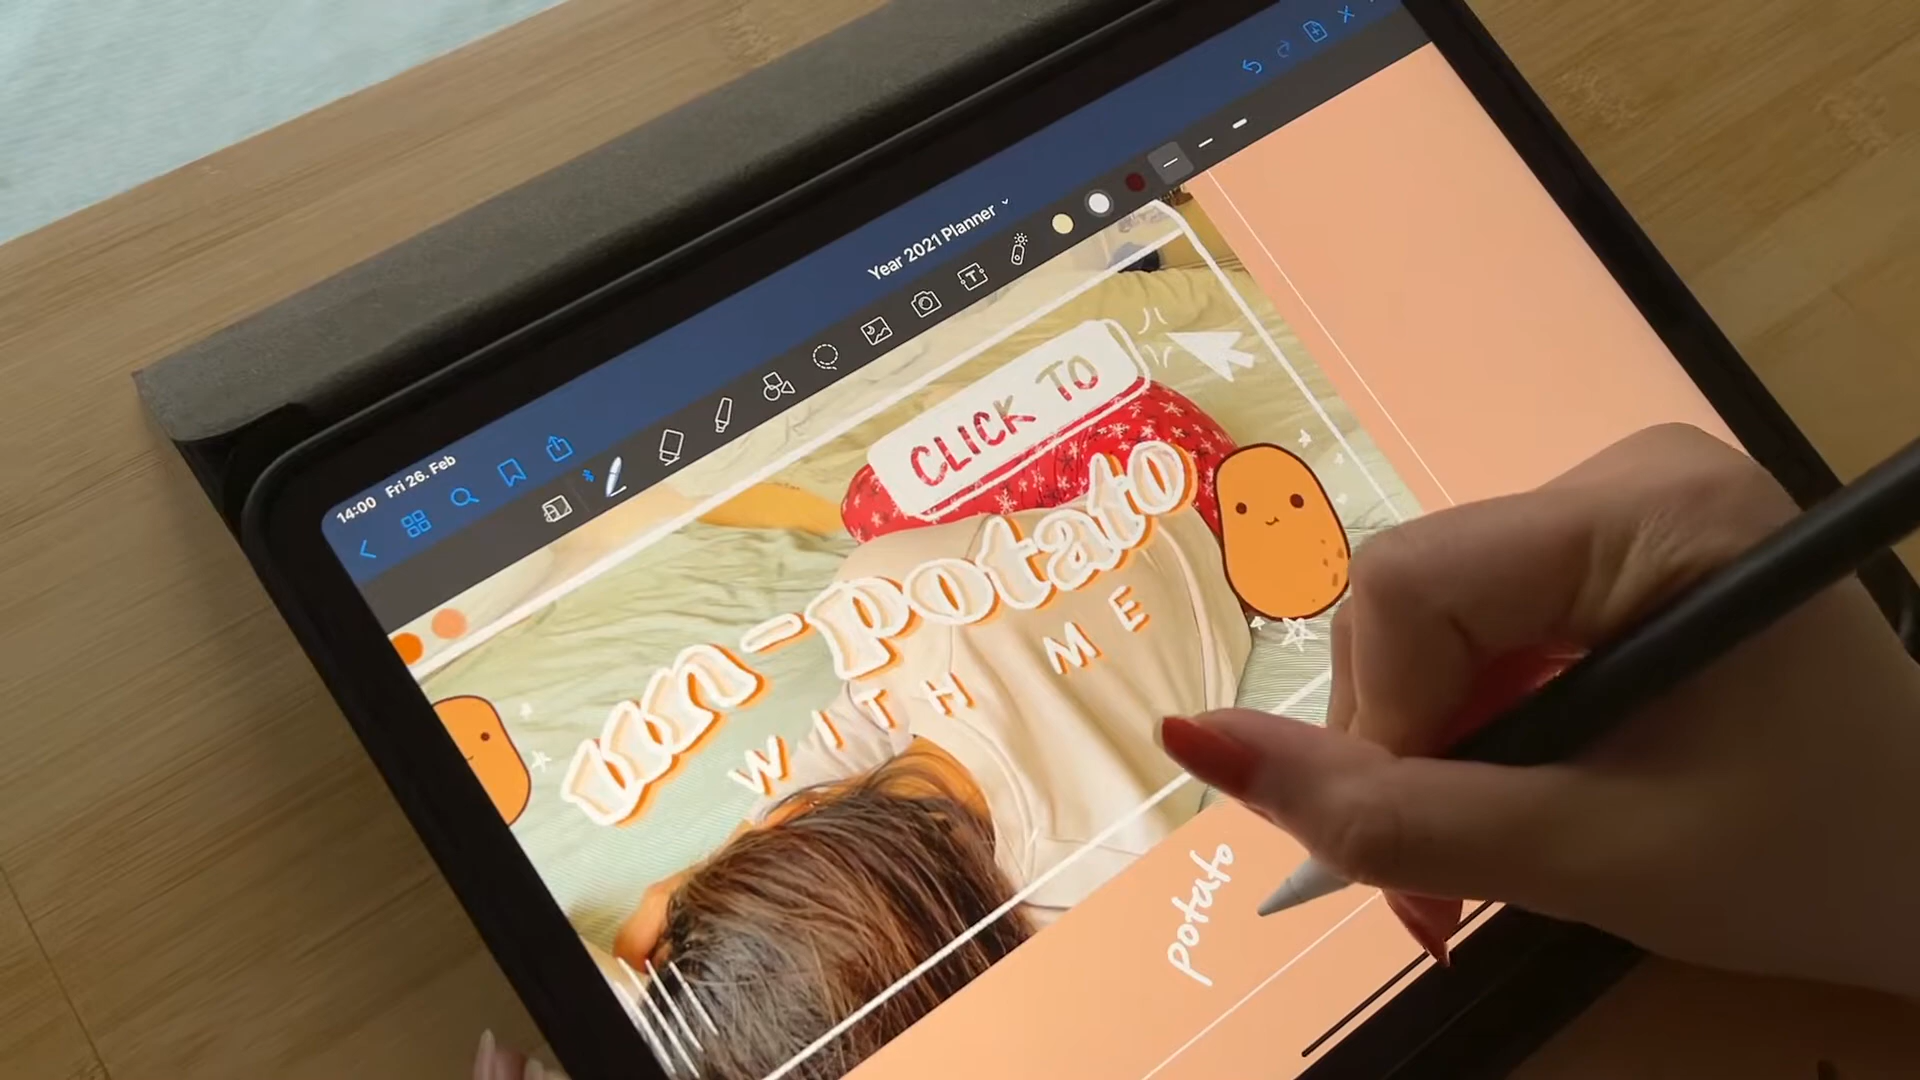 14:00 Fri 26. Feb
Year 2021 Planner
CLICK TO
un-potato
WITH ME
potato